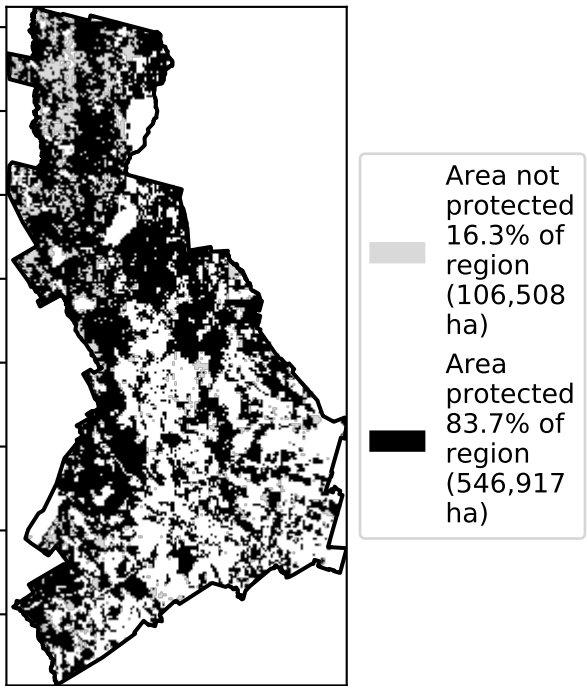 Area not
protected
16.3% of
region
(106,508
ha)
Area
protected
83.7% of
region
(546,917
ha)